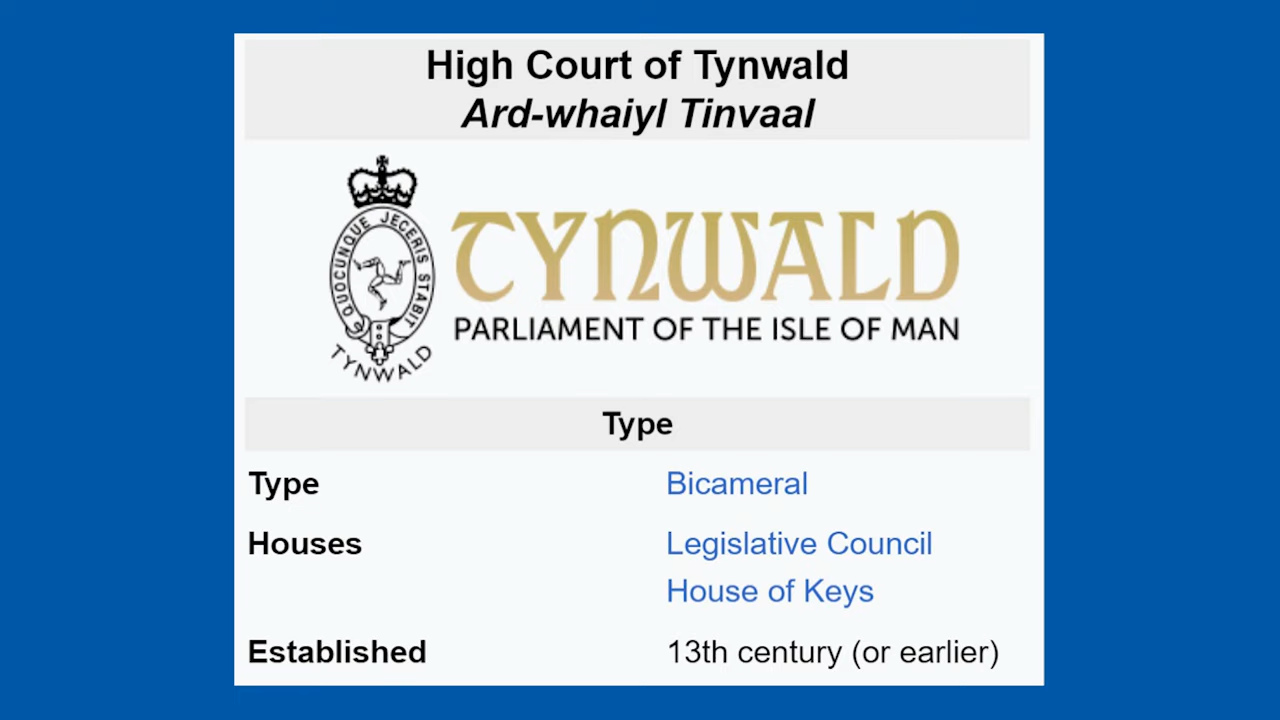 High Court of Tynwald
Ard-whaiyl Tinvaal
QUOCUNQUE JECERIS STABIT
TYNWALD
TYNWALD
PARLIAMENT OF THE ISLE OF MAN
Type
Type Bicameral
Houses Legislative Council
House of Keys
Established 13th century (or earlier)